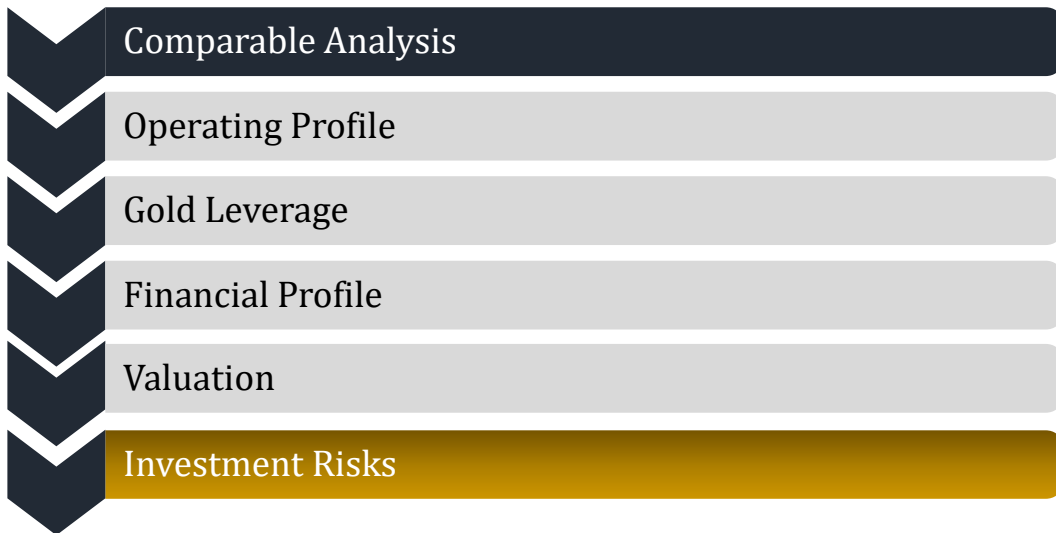 Comparable Analysis
Operating Profile
Gold Leverage
Financial Profile
Valuation
Investment Risks